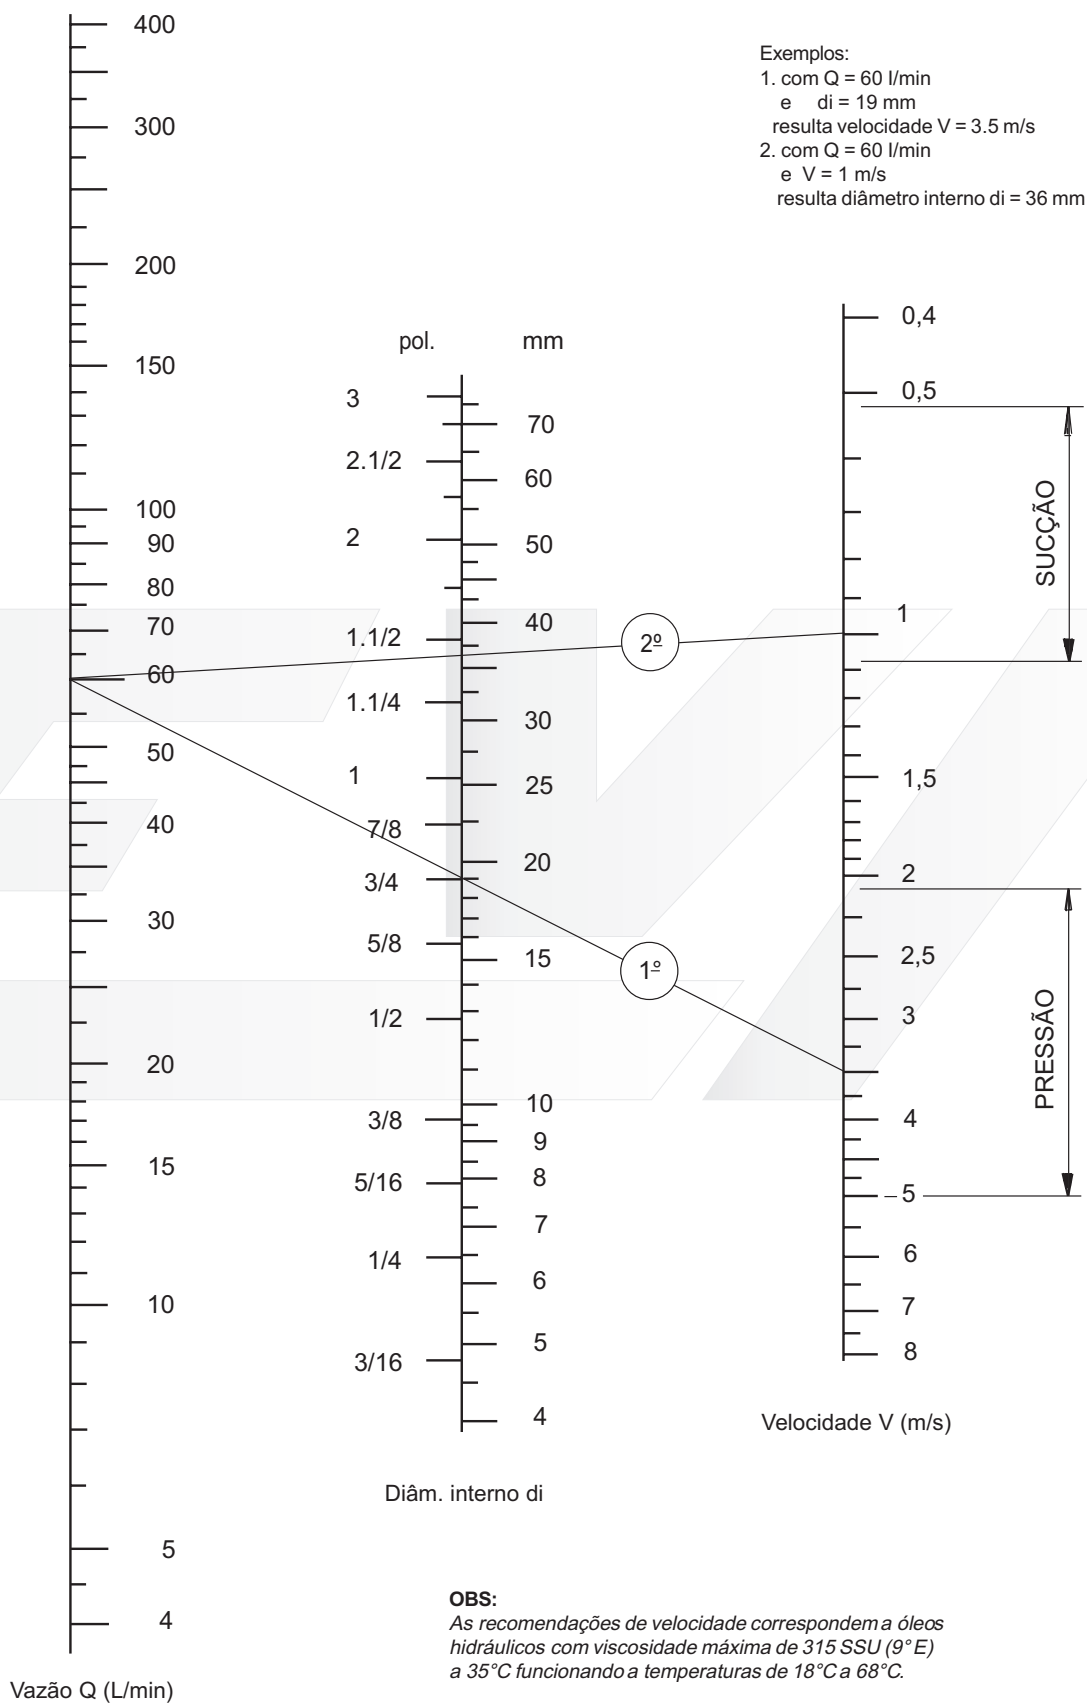 400
300
200
150
100
90
80
70
60
50
40
30
20
15
10
5
4
Vazão Q (L/min)
Exemplos:
1. com Q = 60 l/min
e di = 19 mm
resulta velocidade V = 3.5 m/s
2. com Q = 60 l/min
e V = 1 m/s
resulta diâmetro interno di = 36 mm
pol.
3
2.1/2
2
1.1/2
1.1/4
1
7/8
3/4
5/8
1/2
3/8
5/16
1/4
3/16
mm
70
60
50
40
30
25
20
15
10
9
8
7
6
5
4
Diâm. interno di
2º
1º
0,4
0,5
1
1,5
2
2,5
3
4
5
6
7
8
Velocidade V (m/s)
SUCÇÃO
PRESSÃO
OBS:
As recomendações de velocidade correspondem a óleos
hidráulicos com viscosidade máxima de 315 SSU (9° E)
a 35°C funcionando a temperaturas de 18°C a 68°C.